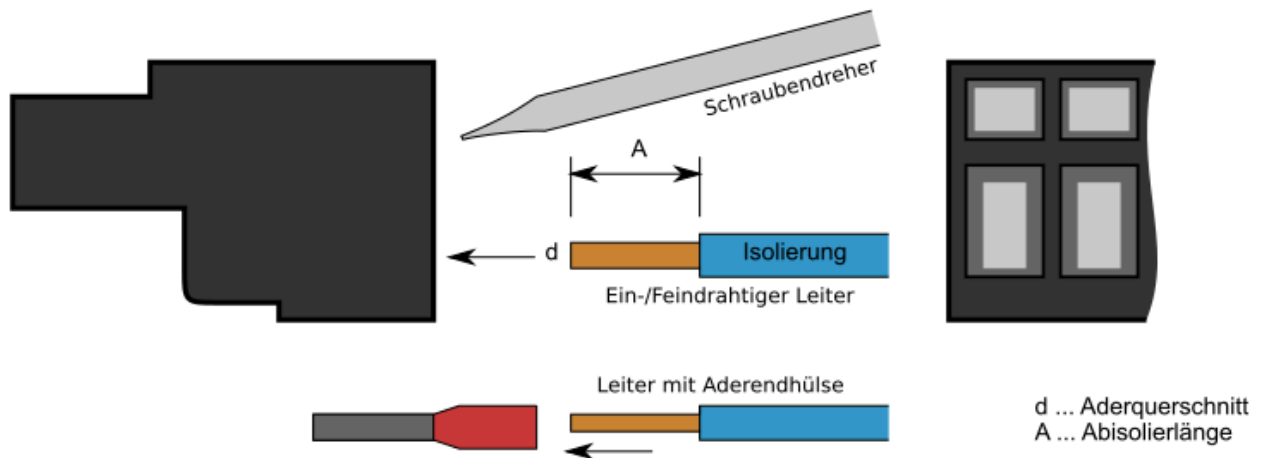 Schraubendreher
A
d
Isolierung
Ein-/Feindrahtiger Leiter
Leiter mit Aderendhülse
d ... Aderquerschnitt
A ... Abisolierlänge